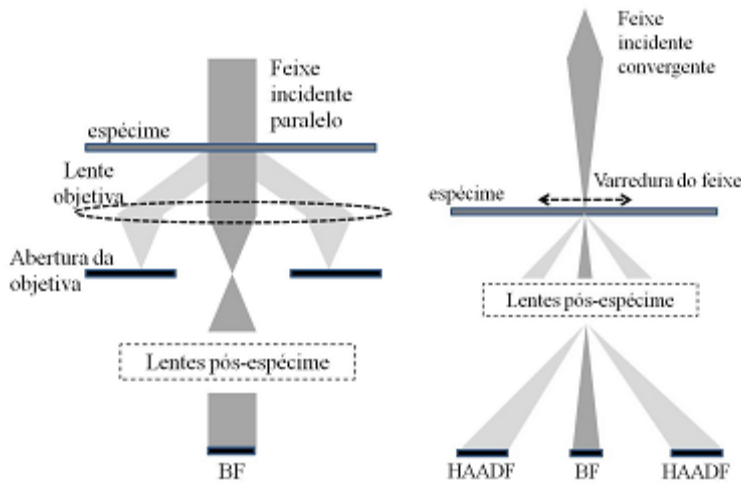 Feixe
incidente
paralelo
espécime
Lente
objetiva
Abertura da
objetiva
Lentes pós-espécime
BF
Feixe
incidente
convergente
Varredura do feixe
espécime
Lentes pós-espécime
HAADF
BF
HAADF